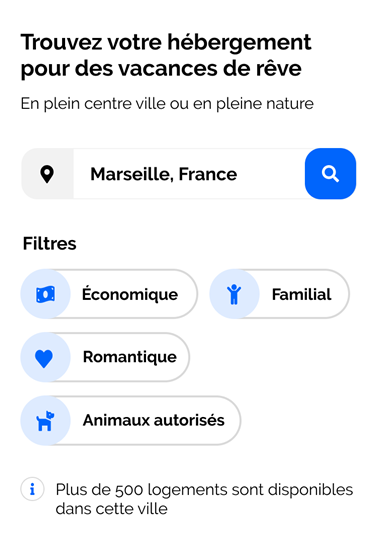 Trouvez votre hébergement
pour des vacances de rêve
En plein centre ville ou en pleine nature
Marseille, France
Filtres
Économique
Familial
Romantique
Animaux autorisés
Plus de 500 logements sont disponibles
dans cette ville